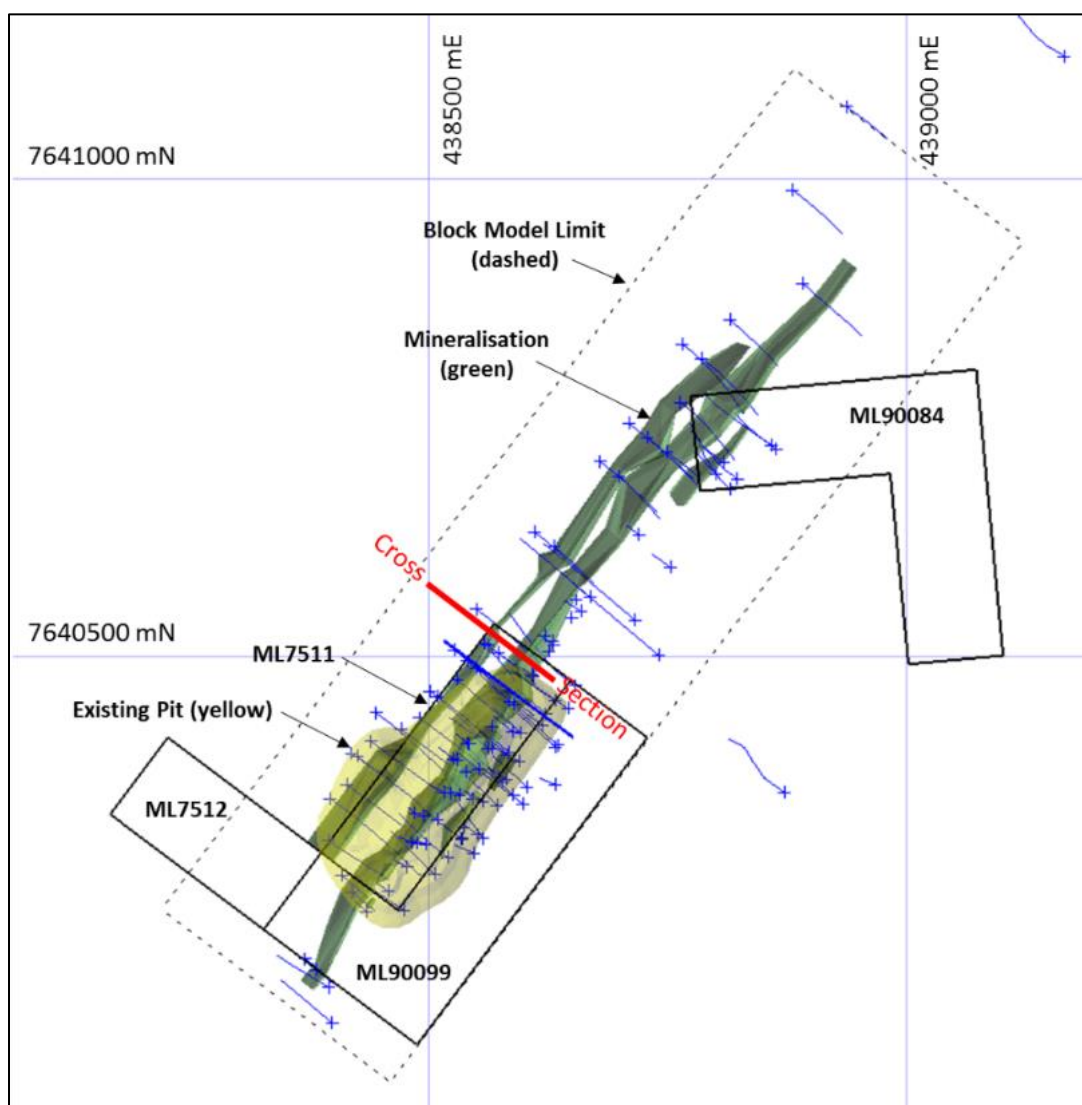 438500 mE
439000 mE
7641000 mN
Block Model Limit
(dashed)
Mineralisation
(green)
ML90084
Cross
Section
7640500 mN
ML7511
Existing Pit (yellow)
ML7512
ML90099